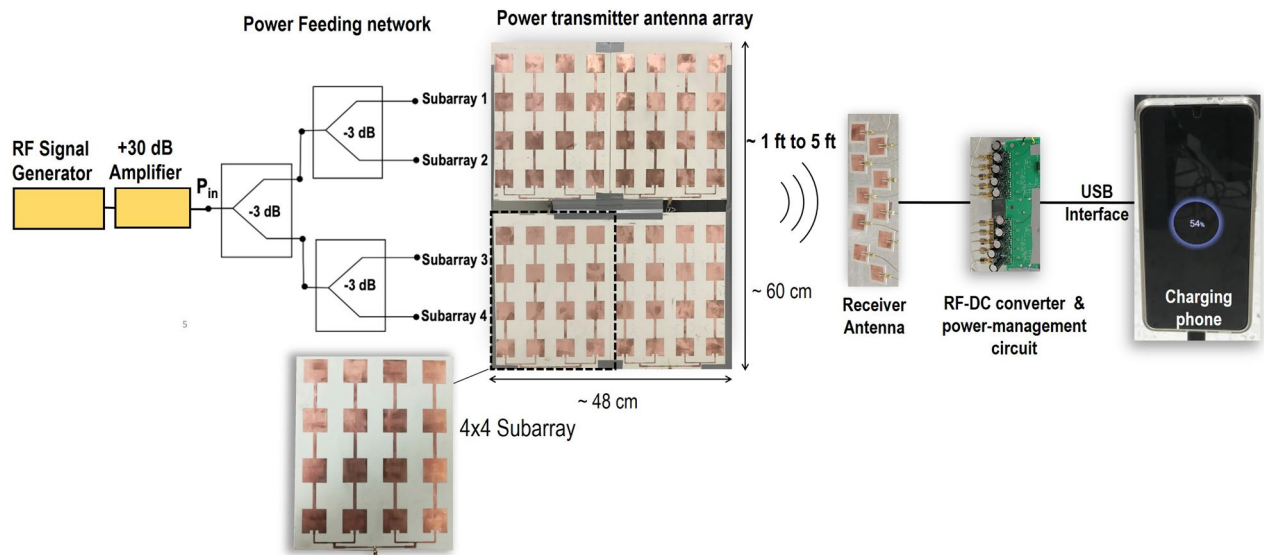 Power Feeding network
Power transmitter antenna array
RF Signal
Generator
+30 dB
Amplifier
Pin
-3 dB
-3 dB
-3 dB
Subarray 1
Subarray 2
Subarray 3
Subarray 4
5
4x4 Subarray
~ 48 cm
~ 60 cm
~ 1 ft to 5 ft
Receiver
Antenna
RF-DC converter &
power-management
circuit
USB
Interface
54%
Charging
phone